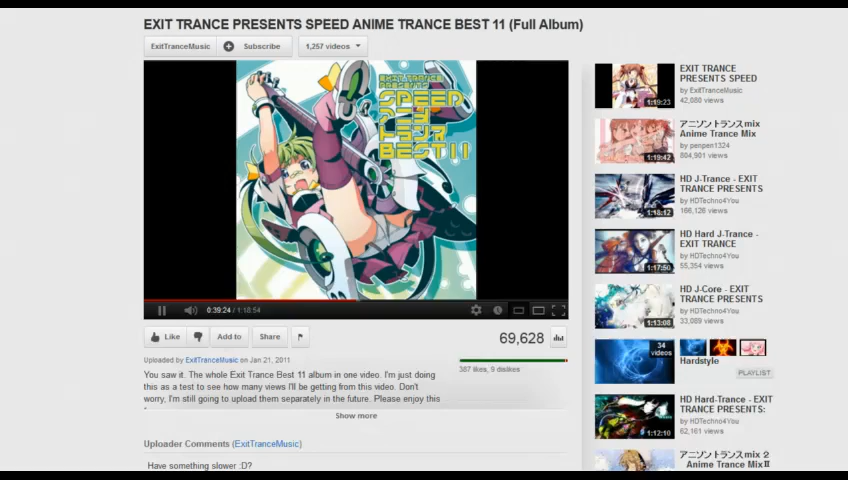 EXIT TRANCE PRESENTS SPEED ANIME TRANCE BEST 11 (Full Album)
ExitTranceMusic
Subscribe
1,257 videos
EXIT TRANCE
PRESENTS
SPEED
アニメ
トランス
BEST 11
0:39:24 / 1:18:54
Like
Add to
Share
69,628
Uploaded by ExitTranceMusic on Jan 21, 2011
387 likes, 9 dislikes
You saw it. The whole Exit Trance Best 11 album in one video. I'm just doing
this as a test to see how many views I'll be getting from this video. Don't
worry, I'm still going to upload them separately in the future. Please enjoy this
Show more
Uploader Comments (ExitTranceMusic)
Have something slower :D?
EXIT TRANCE
PRESENTS SPEED
by ExitTranceMusic
42,080 views
1:19:23
アニソントランスmix
Anime Trance Mix
by penpen1324
804,901 views
1:19:42
HD J-Trance - EXIT
TRANCE PRESENTS
by HDTechno4You
166,126 views
1:18:12
HD Hard J-Trance -
EXIT TRANCE
by HDTechno4You
55,354 views
1:17:50
HD J-Core - EXIT
TRANCE PRESENTS
by HDTechno4You
33,089 views
1:13:08
34
videos
Hardstyle
PLAYLIST
HD Hard-Trance - EXIT
TRANCE PRESENTS:
by HDTechno4You
62,161 views
1:12:10
アニソントランスmix 2
Anime Trance MixⅡ